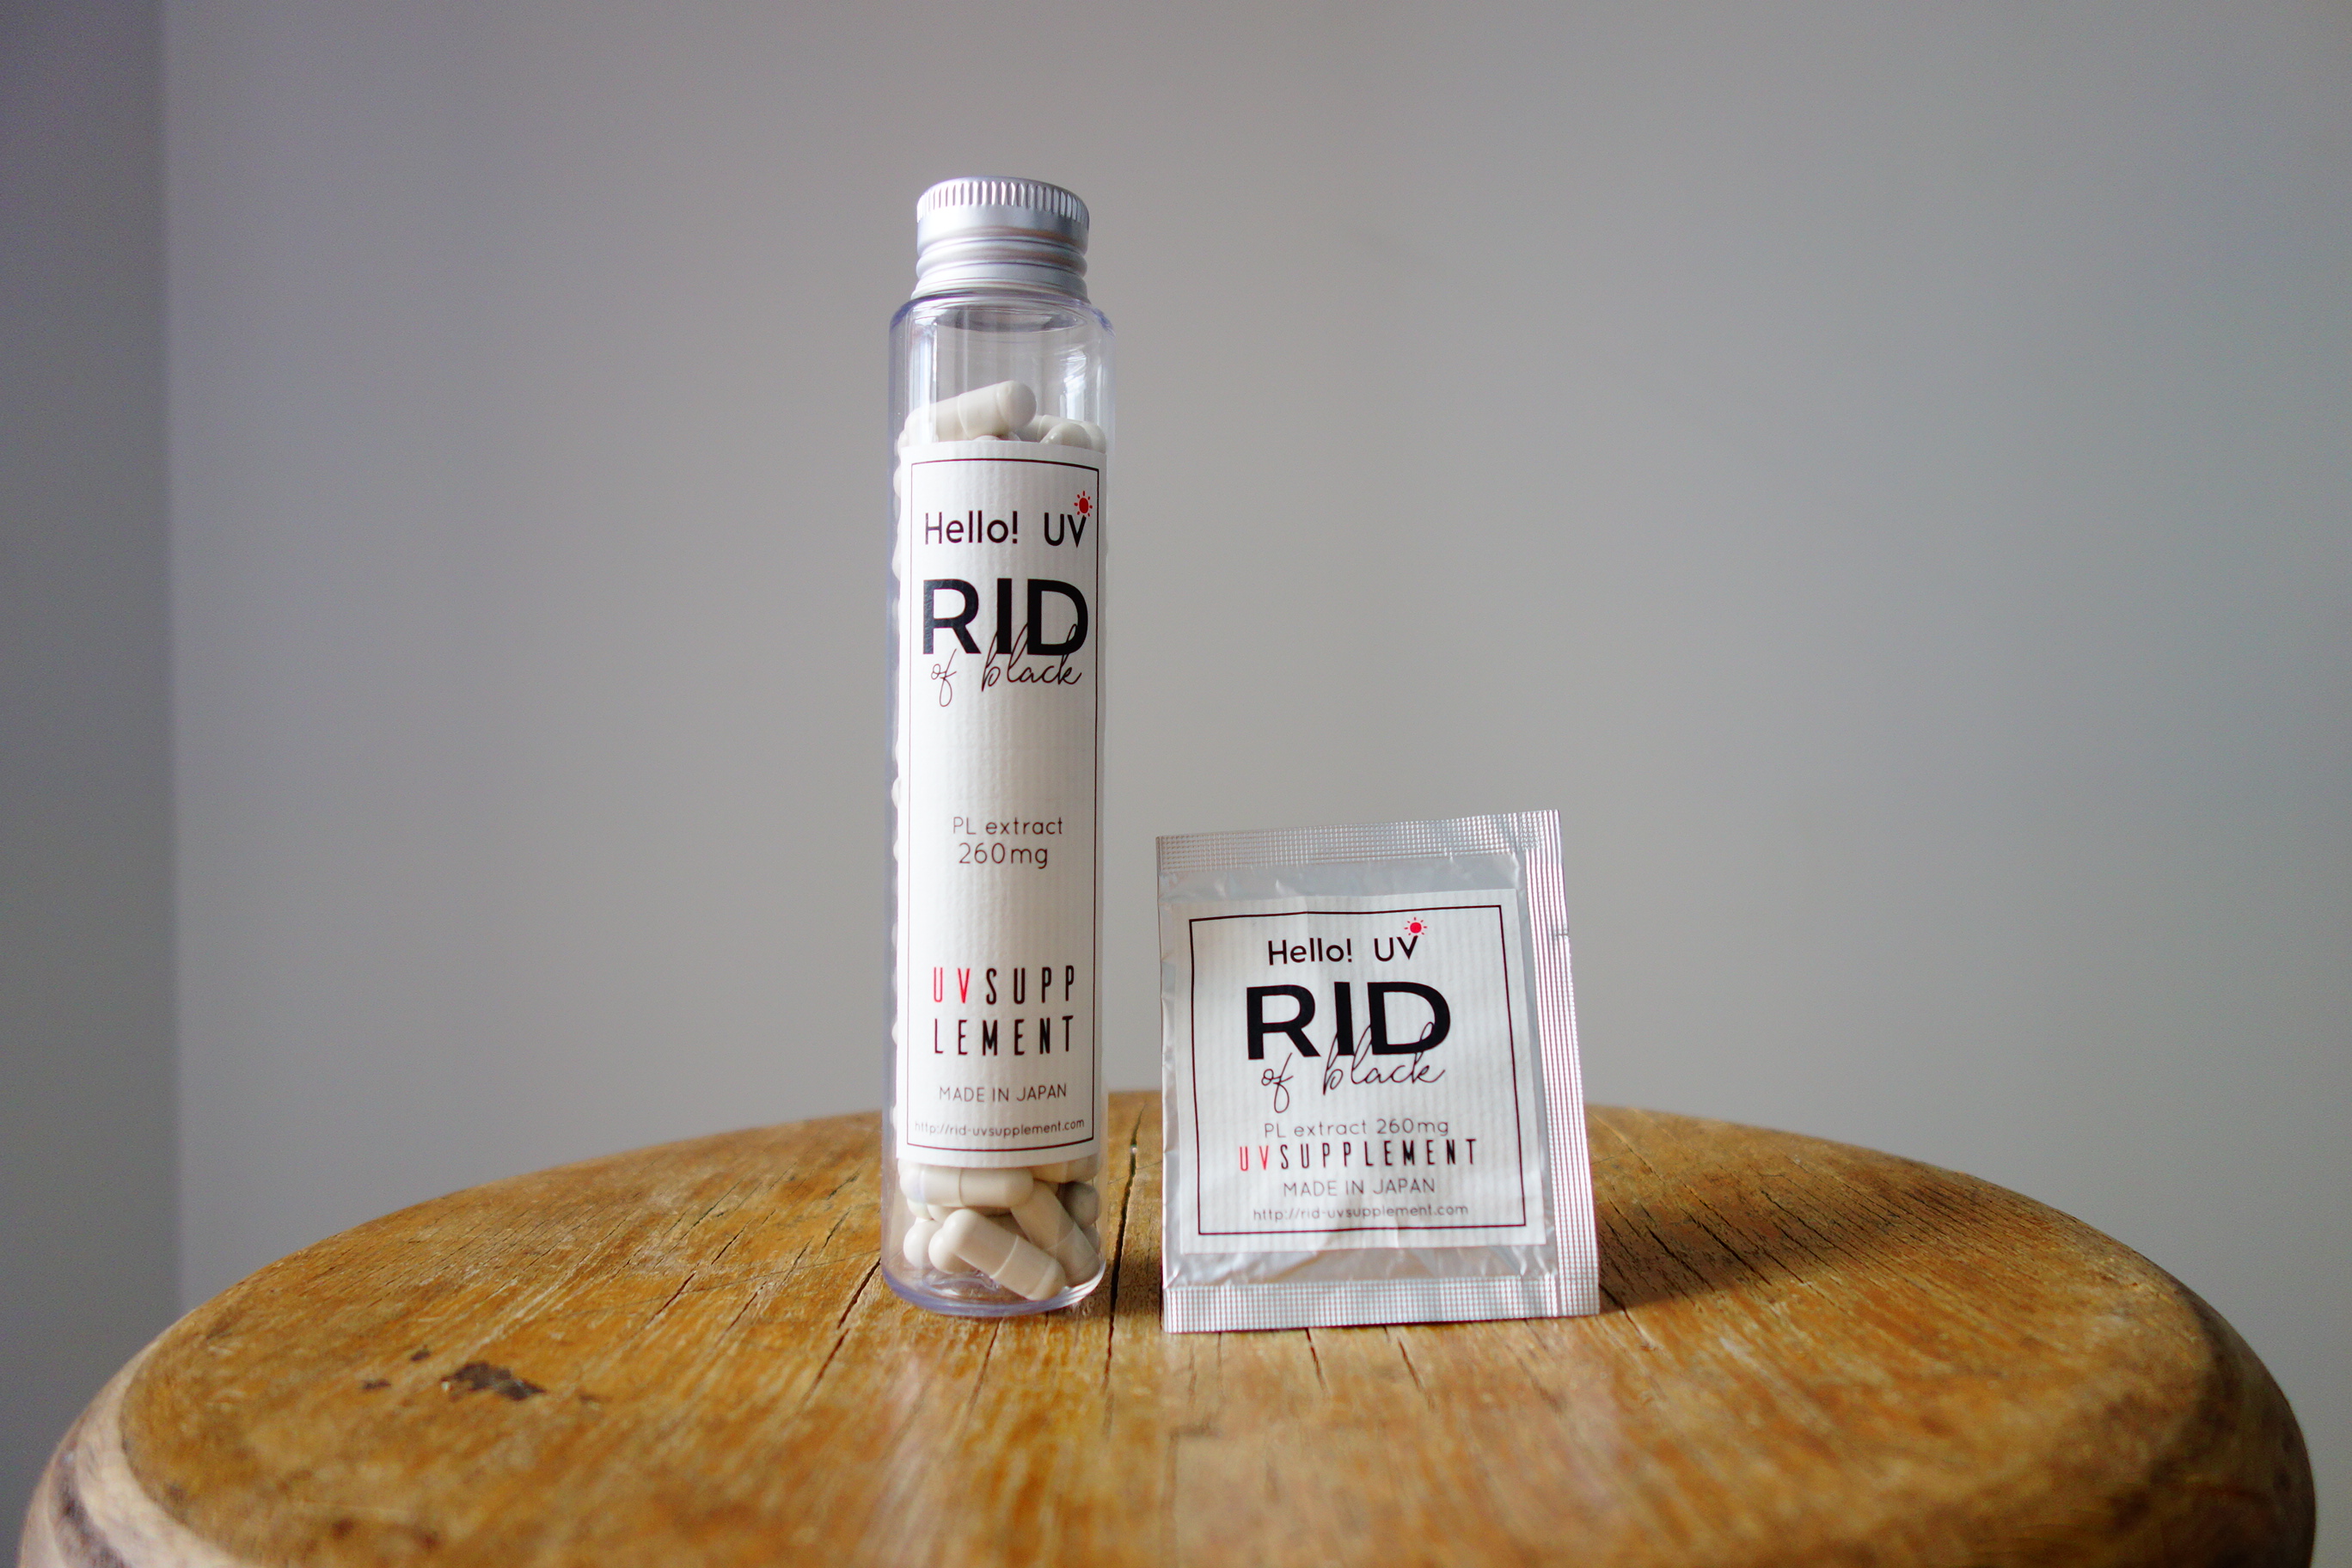 Hello! UV
RID
of black
PL extract
260mg
UVSUPP
LEMENT
MADE IN JAPAN
http://rid-uvsupplement.com
Hello! UV
RID
of black
PL extract 260mg
UVSUPPLEMENT
MADE IN JAPAN
http://rid-uvsupplement.com